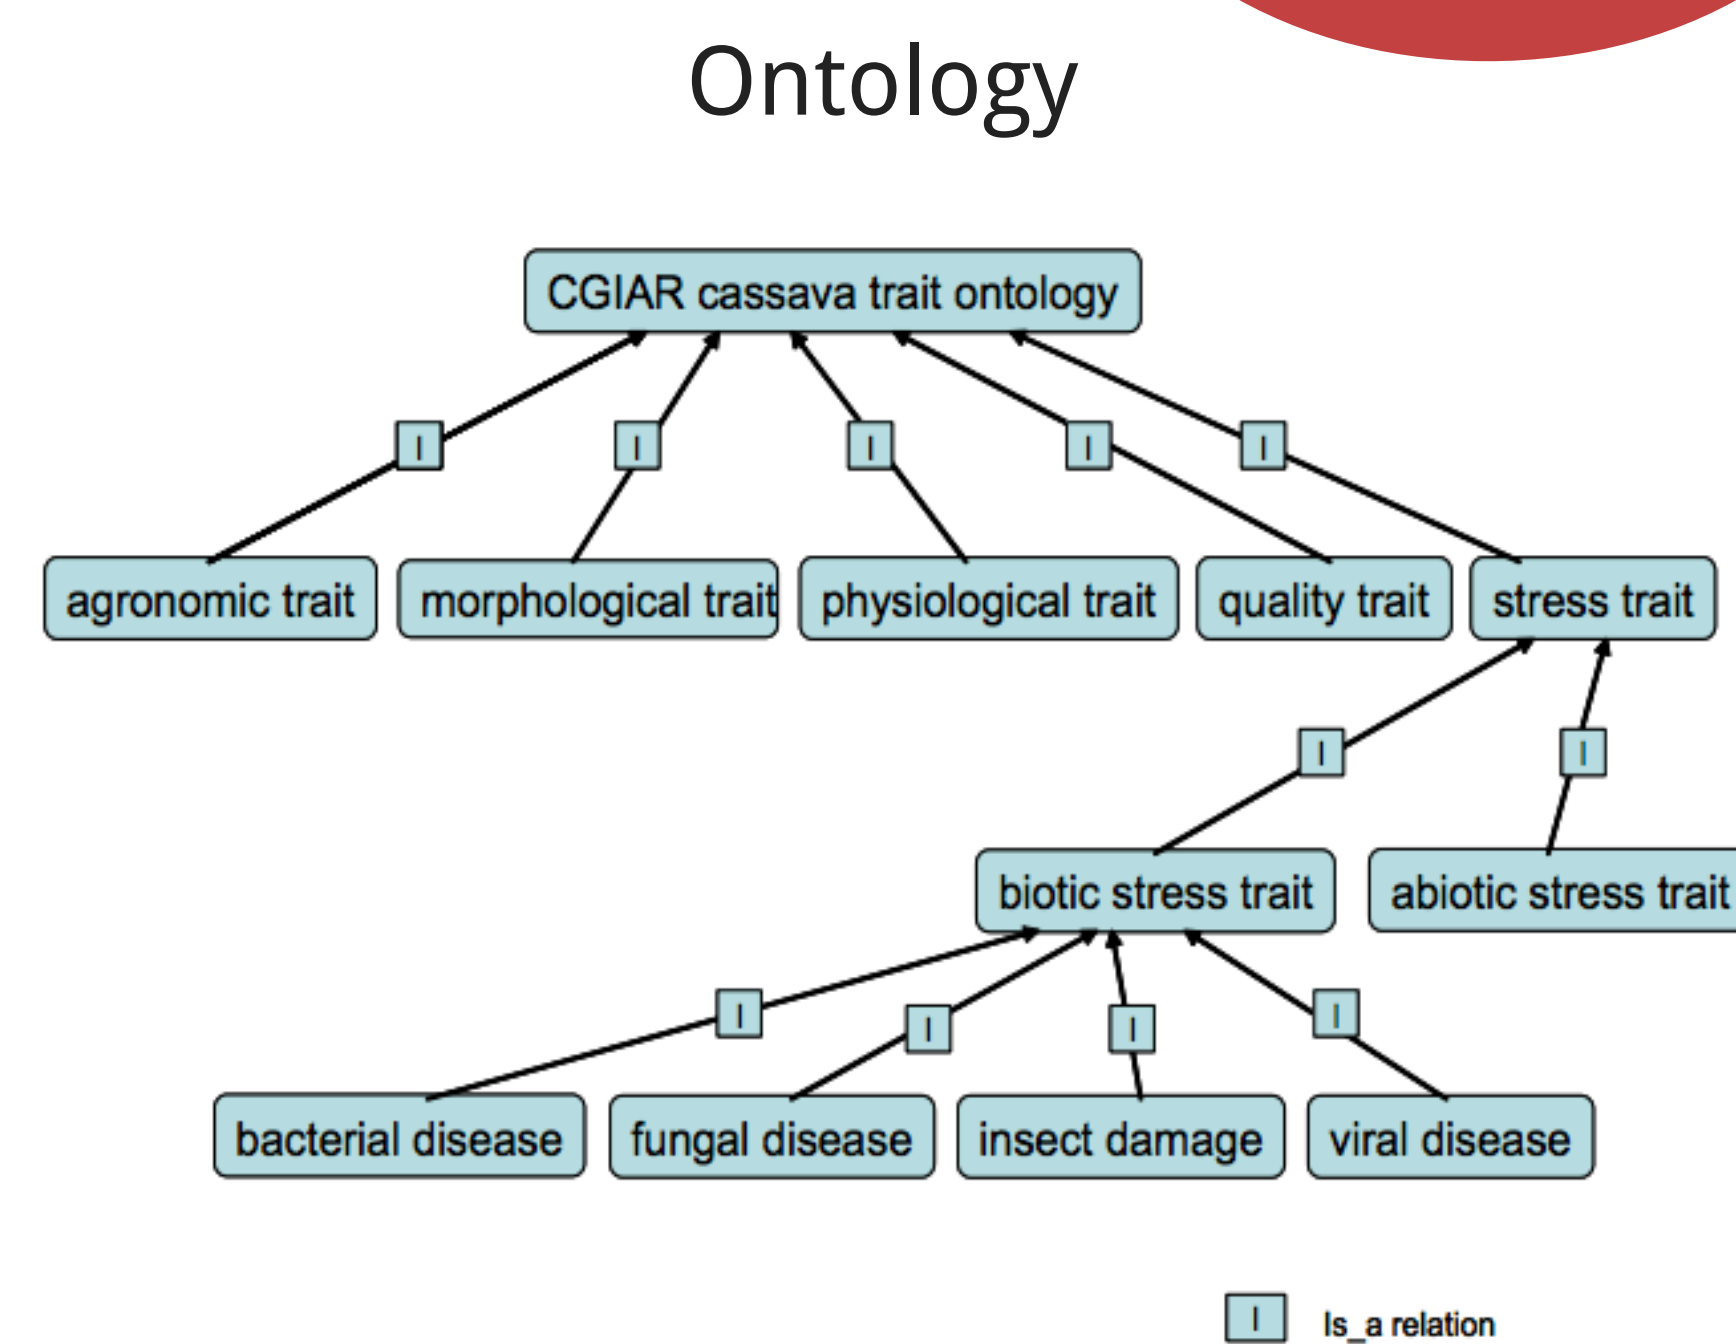 Ontology
CGIAR cassava trait ontology
I I I I I
agronomic trait morphological trait physiological trait quality trait stress trait
I I
biotic stress trait abiotic stress trait
I I I I
bacterial disease fungal disease insect damage viral disease
I Is_a relation